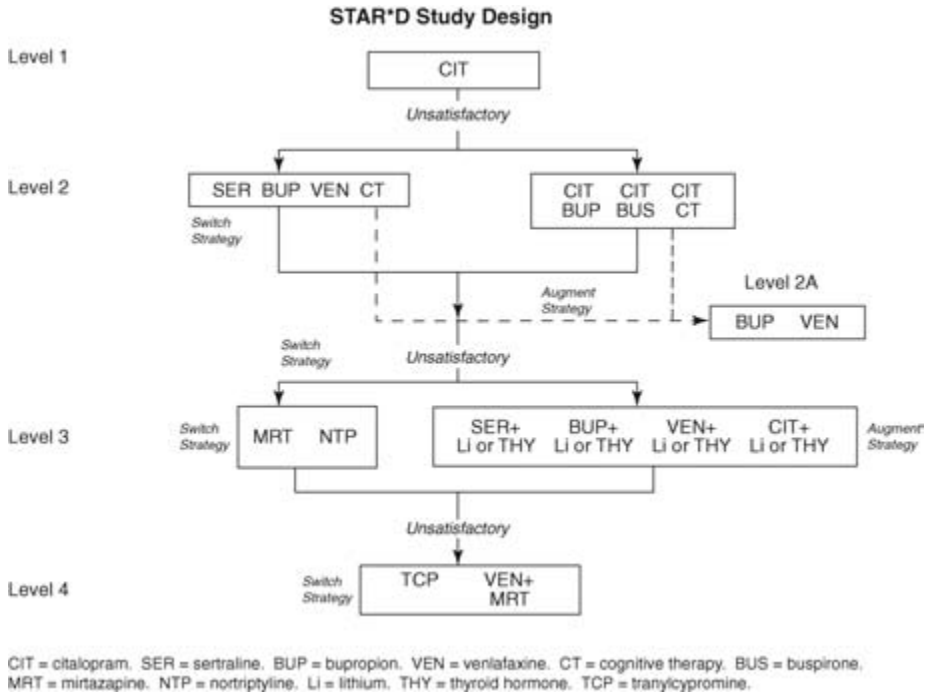 STAR*D Study Design
Level 1
CIT
Unsatisfactory
Level 2
SER BUP VEN CT
CIT CIT CIT
BUP BUS CT
Switch
Strategy
Level 2A
Augment
Strategy
BUP VEN
Switch
Strategy
Unsatisfactory
Level 3
Switch
Strategy
MRT NTP
SER+ BUP+ VEN+ CIT+
Li or THY Li or THY Li or THY Li or THY
Augment
Strategy
Unsatisfactory
Level 4
Switch
Strategy
TCP VEN+
MRT
CIT = citalopram. SER = sertraline. BUP = bupropion. VEN = venlafaxine. CT = cognitive therapy. BUS = buspirone.
MRT = mirtazapine. NTP = nortriptyline. Li = lithium. THY = thyroid hormone. TCP = tranylcypromine.